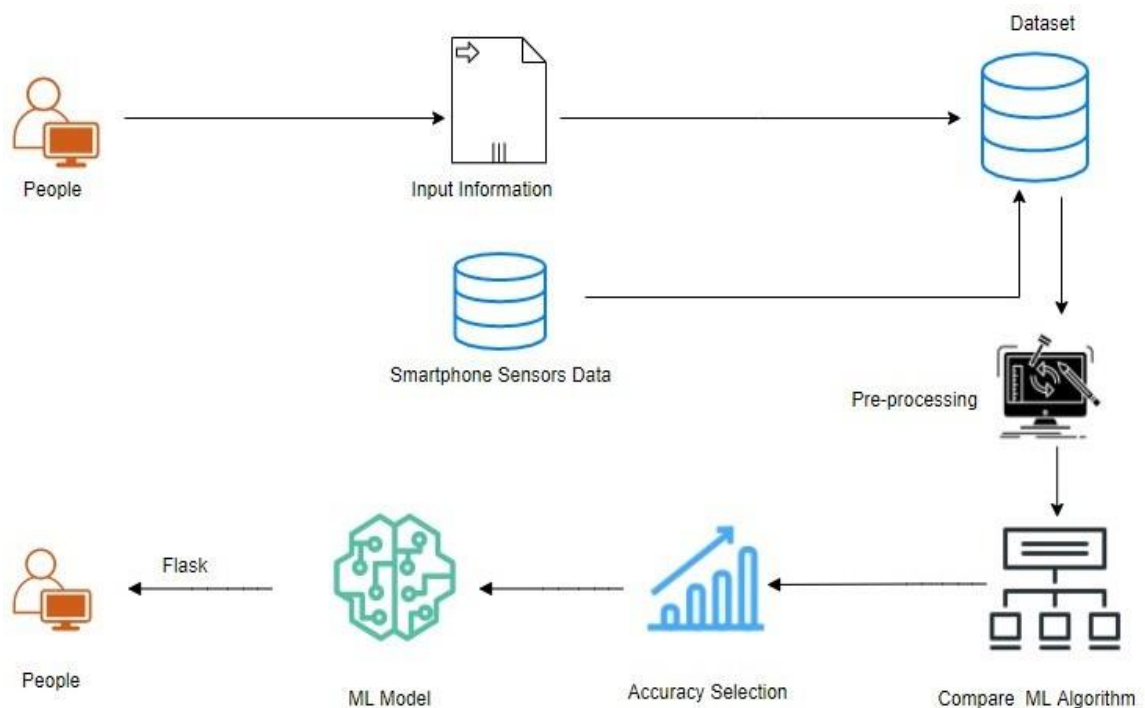 Dataset
People
Input Information
Smartphone Sensors Data
Pre-processing
Flask
People
ML Model
Accuracy Selection
Compare ML Algorithm